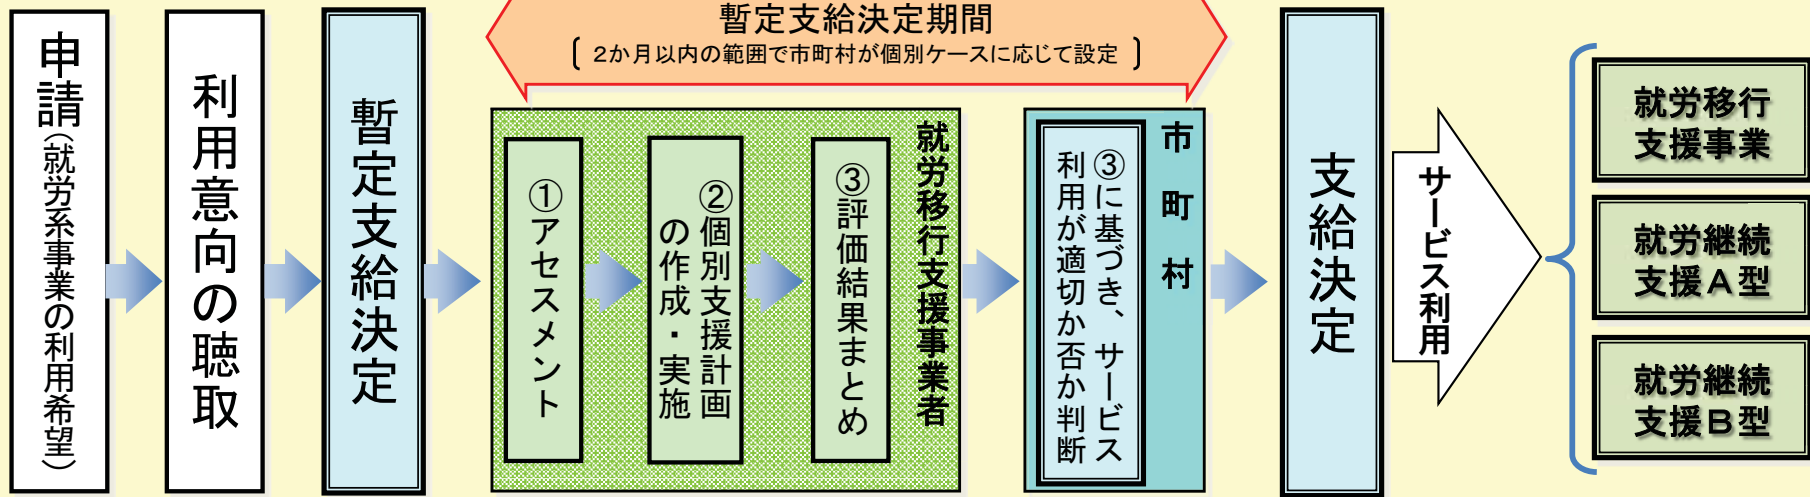 暫定支給決定期間
〔 2か月以内の範囲で市町村が個別ケースに応じて設定 〕
申請(就労系事業の利用希望)
利用意向の聴取
暫定支給決定
就労移行支援事業者
①アセスメント
②個別支援計画
の作成・実施
③評価結果まとめ
市町村
③に基づき、サービス
利用が適切か否か判断
支給決定
サービス利用
就労移行
支援事業
就労継続
支援A型
就労継続
支援B型